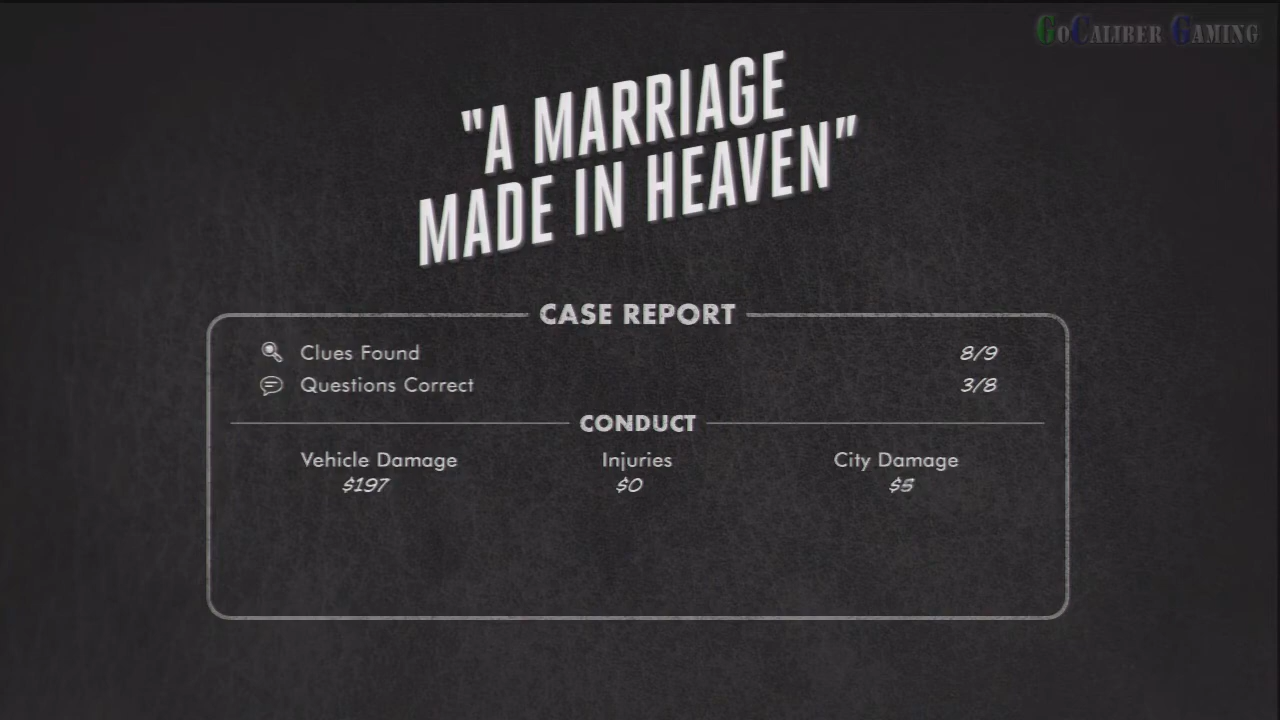 GoCaliber Gaming
"A MARRIAGE
MADE IN HEAVEN"
CASE REPORT
Clues Found 8/9
Questions Correct 3/8
CONDUCT
Vehicle Damage Injuries City Damage
$197 $0 $5